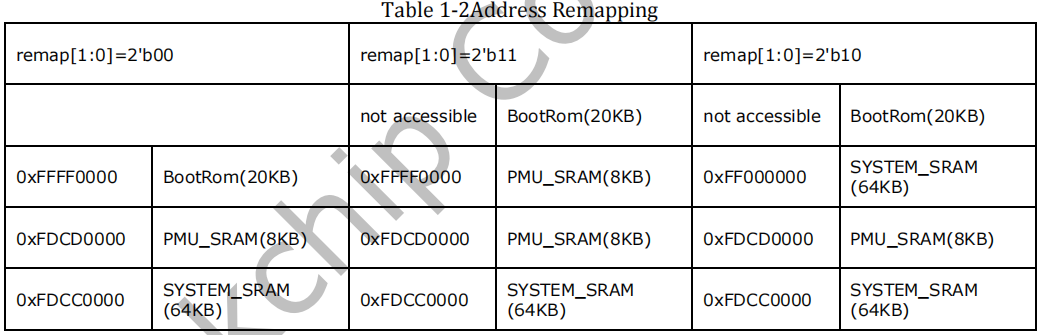 Table 1-2Address Remapping
remap[1:0]=2'b00 remap[1:0]=2'b11 remap[1:0]=2'b10
not accessible BootRom(20KB) not accessible BootRom(20KB)
0xFFFF0000 BootRom(20KB) 0xFFFF0000 PMU_SRAM(8KB) 0xFF000000 SYSTEM_SRAM
(64KB)
0xFDCD0000 PMU_SRAM(8KB) 0xFDCD0000 PMU_SRAM(8KB) 0xFDCD0000 PMU_SRAM(8KB)
0xFDCC0000 SYSTEM_SRAM
(64KB) 0xFDCC0000 SYSTEM_SRAM
(64KB) 0xFDCC0000 SYSTEM_SRAM
(64KB)
kchip Co